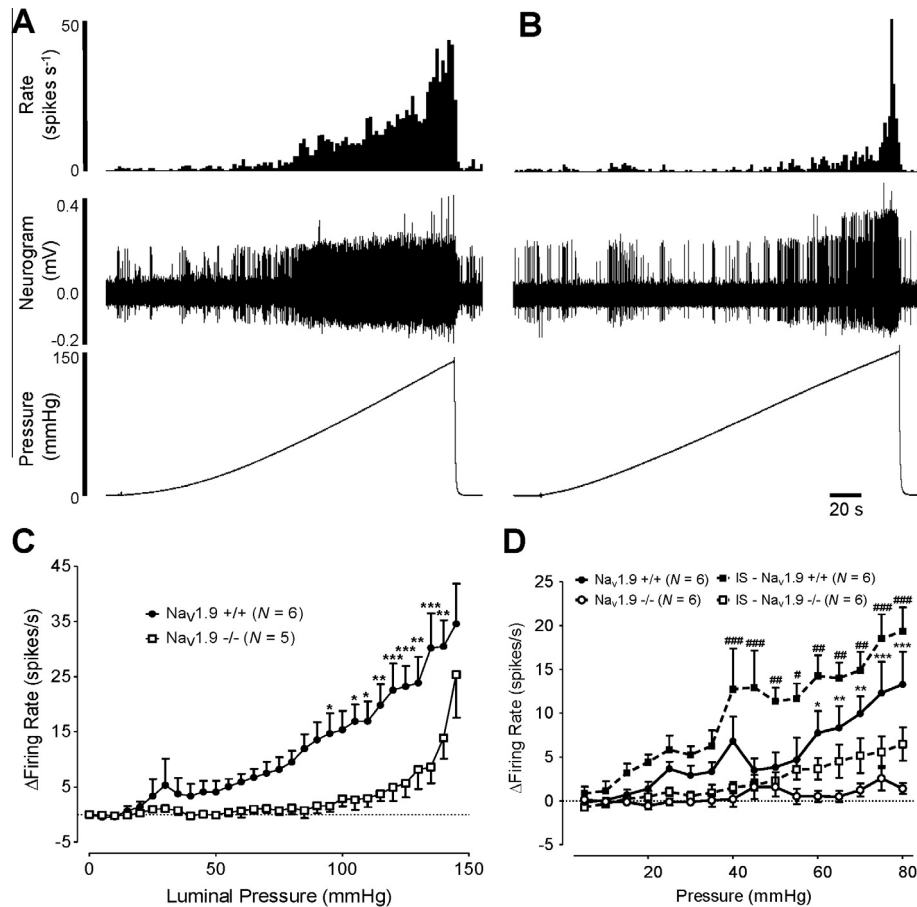 A
B
50
Rate
(spikes s⁻¹)
0
0.4
Neurogram
(mV)
0.0
-0.2
150
Pressure
(mmHg)
0
20 s
C
45
35
25
15
5
-5
ΔFiring Rate (spikes/s)
Nav1.9 +/+ (N = 6)
Nav1.9 -/- (N = 5)
* * * ** *** *** ** *** **
0 50 100 150
Luminal Pressure (mmHg)
D
Nav1.9 +/+ (N = 6) IS - Nav1.9 +/+ (N = 6)
Nav1.9 -/- (N = 6) IS - Nav1.9 -/- (N = 6)
25
20
15
10
5
0
-5
ΔFiring Rate (spikes/s)
### ### ## # ## ## ## ### ###
* ** ** *** ***
20 40 60 80
Pressure (mmHg)